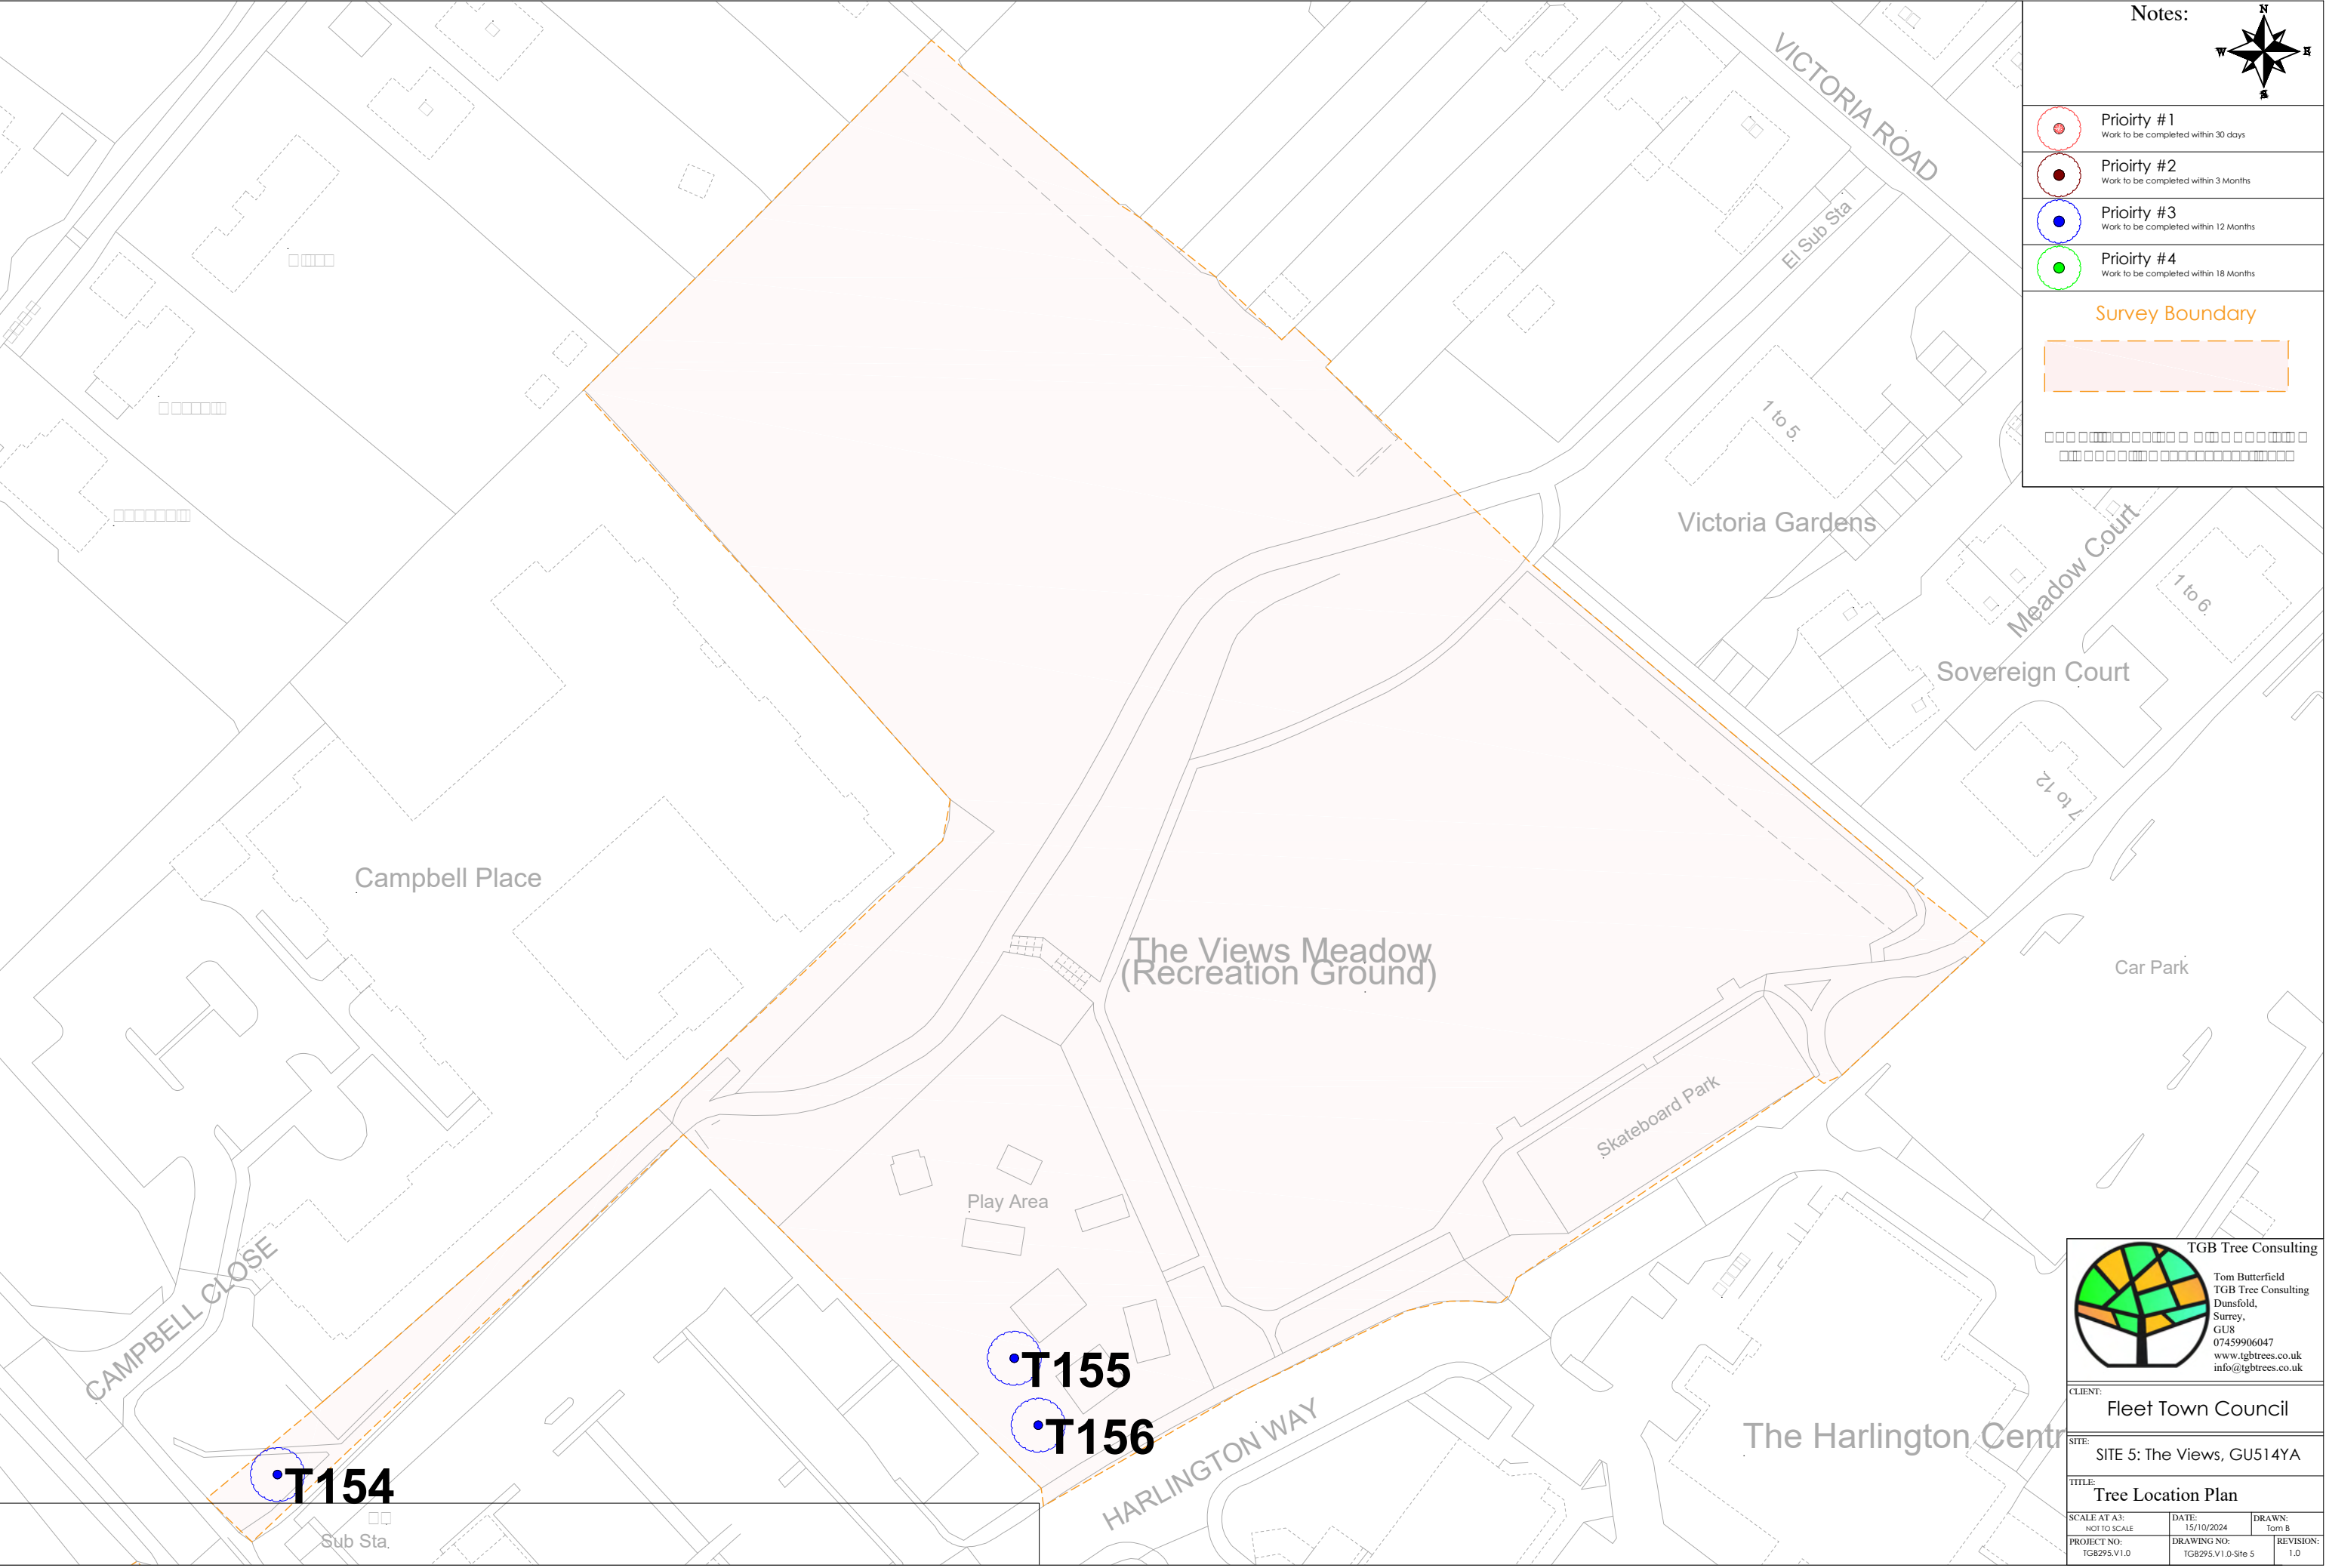 Notes:
N
W
E
S
Prioirty #1
Work to be completed within 30 days
Prioirty #2
Work to be completed within 3 Months
Prioirty #3
Work to be completed within 12 Months
Prioirty #4
Work to be completed within 18 Months
Survey Boundary
VICTORIA ROAD
El Sub Sta
1 to 5
Victoria Gardens
Meadow Court
1 to 6
Sovereign Court
7 to 12
Car Park
Campbell Place
The Views Meadow
(Recreation Ground)
Skateboard Park
Play Area
CAMPBELL CLOSE
T155
T156
T154
HARLINGTON WAY
The Harlington Centr
Sub Sta
TGB Tree Consulting
Tom Butterfield
TGB Tree Consulting
Dunsfold,
Surrey,
GU8
07459906047
www.tgbtrees.co.uk
info@tgbtrees.co.uk
CLIENT:
Fleet Town Council
SITE:
SITE 5: The Views, GU514YA
TITLE:
Tree Location Plan
SCALE AT A3:
NOT TO SCALE
DATE:
15/10/2024
DRAWN:
Tom B
PROJECT NO:
TGB295.V1.0
DRAWING NO:
TGB295.V1.0-Site 5
REVISION:
1.0